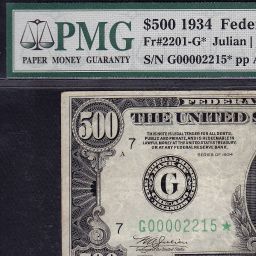 PMG
PAPER MONEY GUARANTY
$500 1934 Fede
Fr#2201-G* Julian |
S/N G00002215* pp A
500
THE UNITED S
THIS NOTE IS LEGAL TENDER FOR ALL DEBTS,
PUBLIC AND PRIVATE, AND IS REDEEMABLE IN
LAWFUL MONEY AT THE UNITED STATES TREASURY,
OR AT ANY FEDERAL RESERVE BANK.
7
A
SERIES OF 1934
G
7
G00002215★